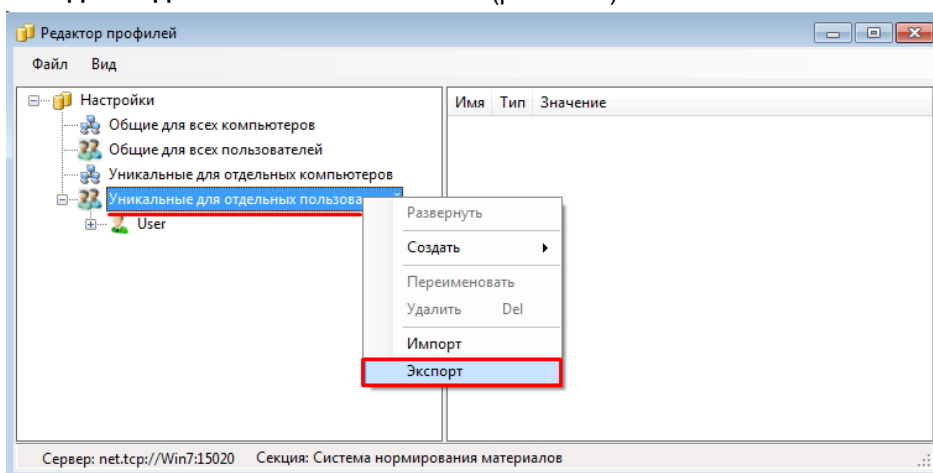 Редактор профилей
Файл Вид
Настройки
Общие для всех компьютеров
Общие для всех пользователей
Уникальные для отдельных компьютеров
Уникальные для отдельных
User
Имя Тип Значение
Развернуть
Создать
Переименовать
Удалить Del
Импорт
Экспорт
Сервер: net.tcp://Win7:15020 Секция: Система нормирования материалов